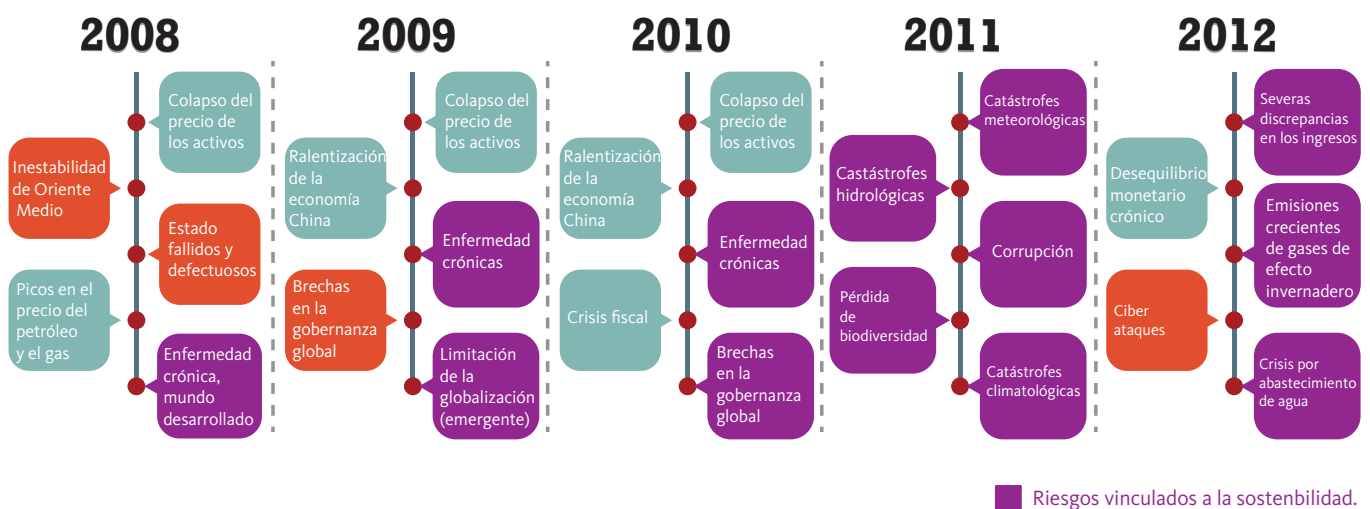 2008
Colapso del
precio de
los activos
Inestabilidad
de Oriente
Medio
Estado
fallidos y
defectuosos
Picos en el
precio del
petróleo
y el gas
Enfermedad
crónica,
mundo
desarrollado
2009
Colapso del
precio de
los activos
Ralentización
de la
economía
China
Enfermedad
crónicas
Brechas
en la
gobernanza
global
Limitación
de la
globalización
(emergente)
2010
Colapso del
precio de
los activos
Ralentización
de la
economía
China
Enfermedad
crónicas
Crisis fiscal
Brechas
en la
gobernanza
global
2011
Catástrofes
meteorológicas
Castástrofes
hidrológicas
Corrupción
Pérdida
de
biodiversidad
Catástrofes
climatológicas
2012
Severas
discrepancias
en los ingresos
Desequilibrio
monetario
crónico
Emisiones
crecientes
de gases de
efecto
invernadero
Ciber
ataques
Crisis por
abastecimiento
de agua
Riesgos vinculados a la sostenbilidad.